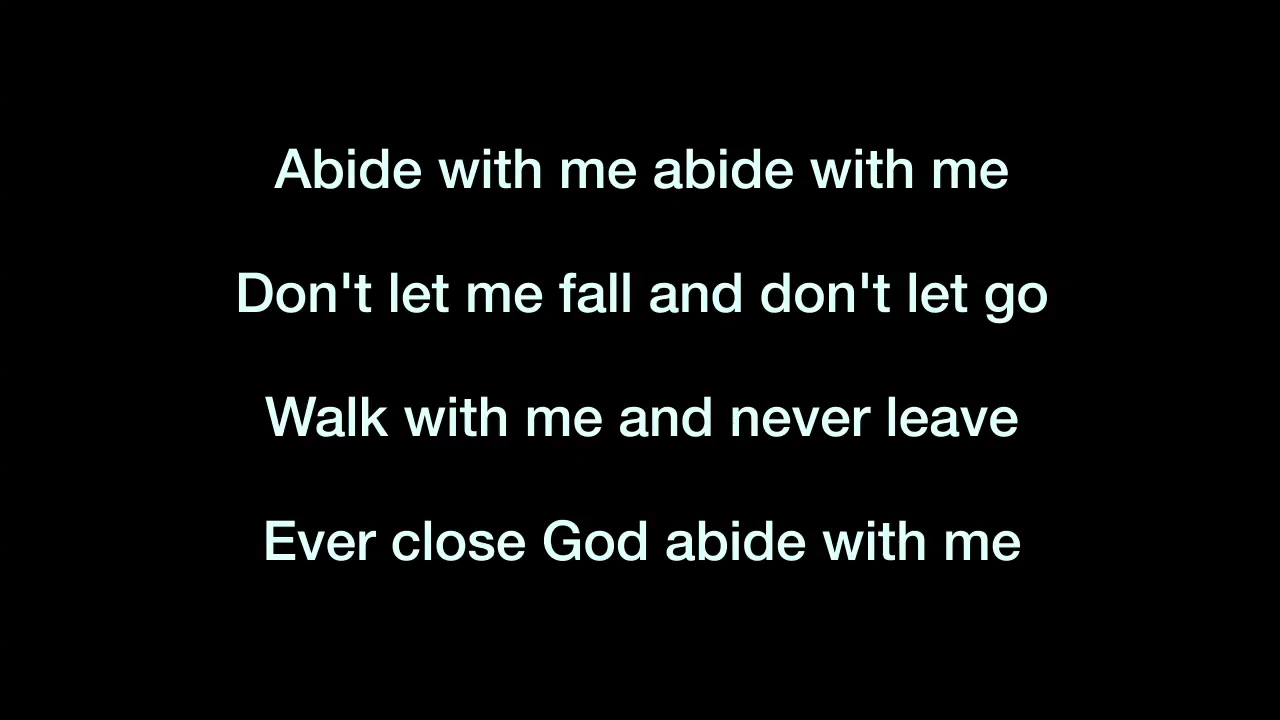 Abide with me abide with me
Don't let me fall and don't let go
Walk with me and never leave
Ever close God abide with me